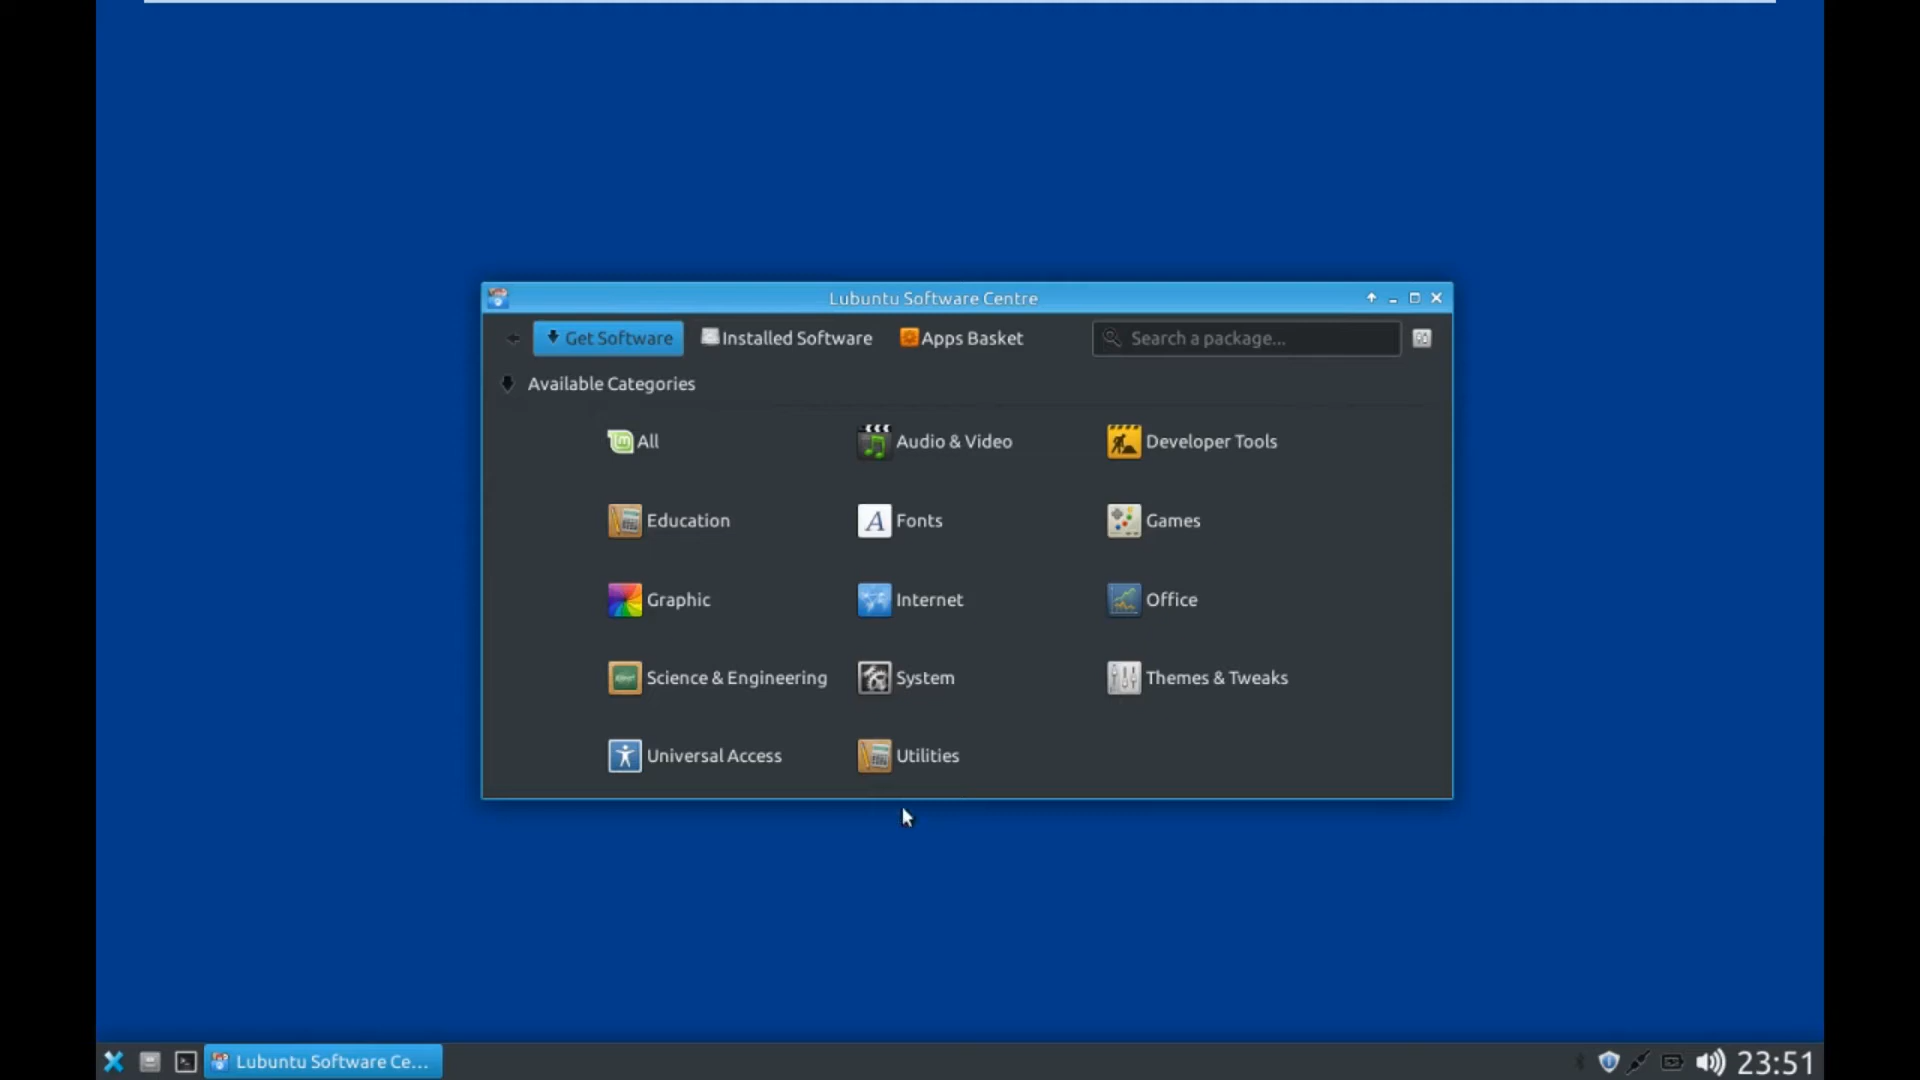 Lubuntu Software Centre
Get Software Installed Software Apps Basket Search a package...
Available Categories
All Audio & Video Developer Tools
Education Fonts Games
Graphic Internet Office
Science & Engineering System Themes & Tweaks
Universal Access Utilities
Lubuntu Software Ce... 23:51